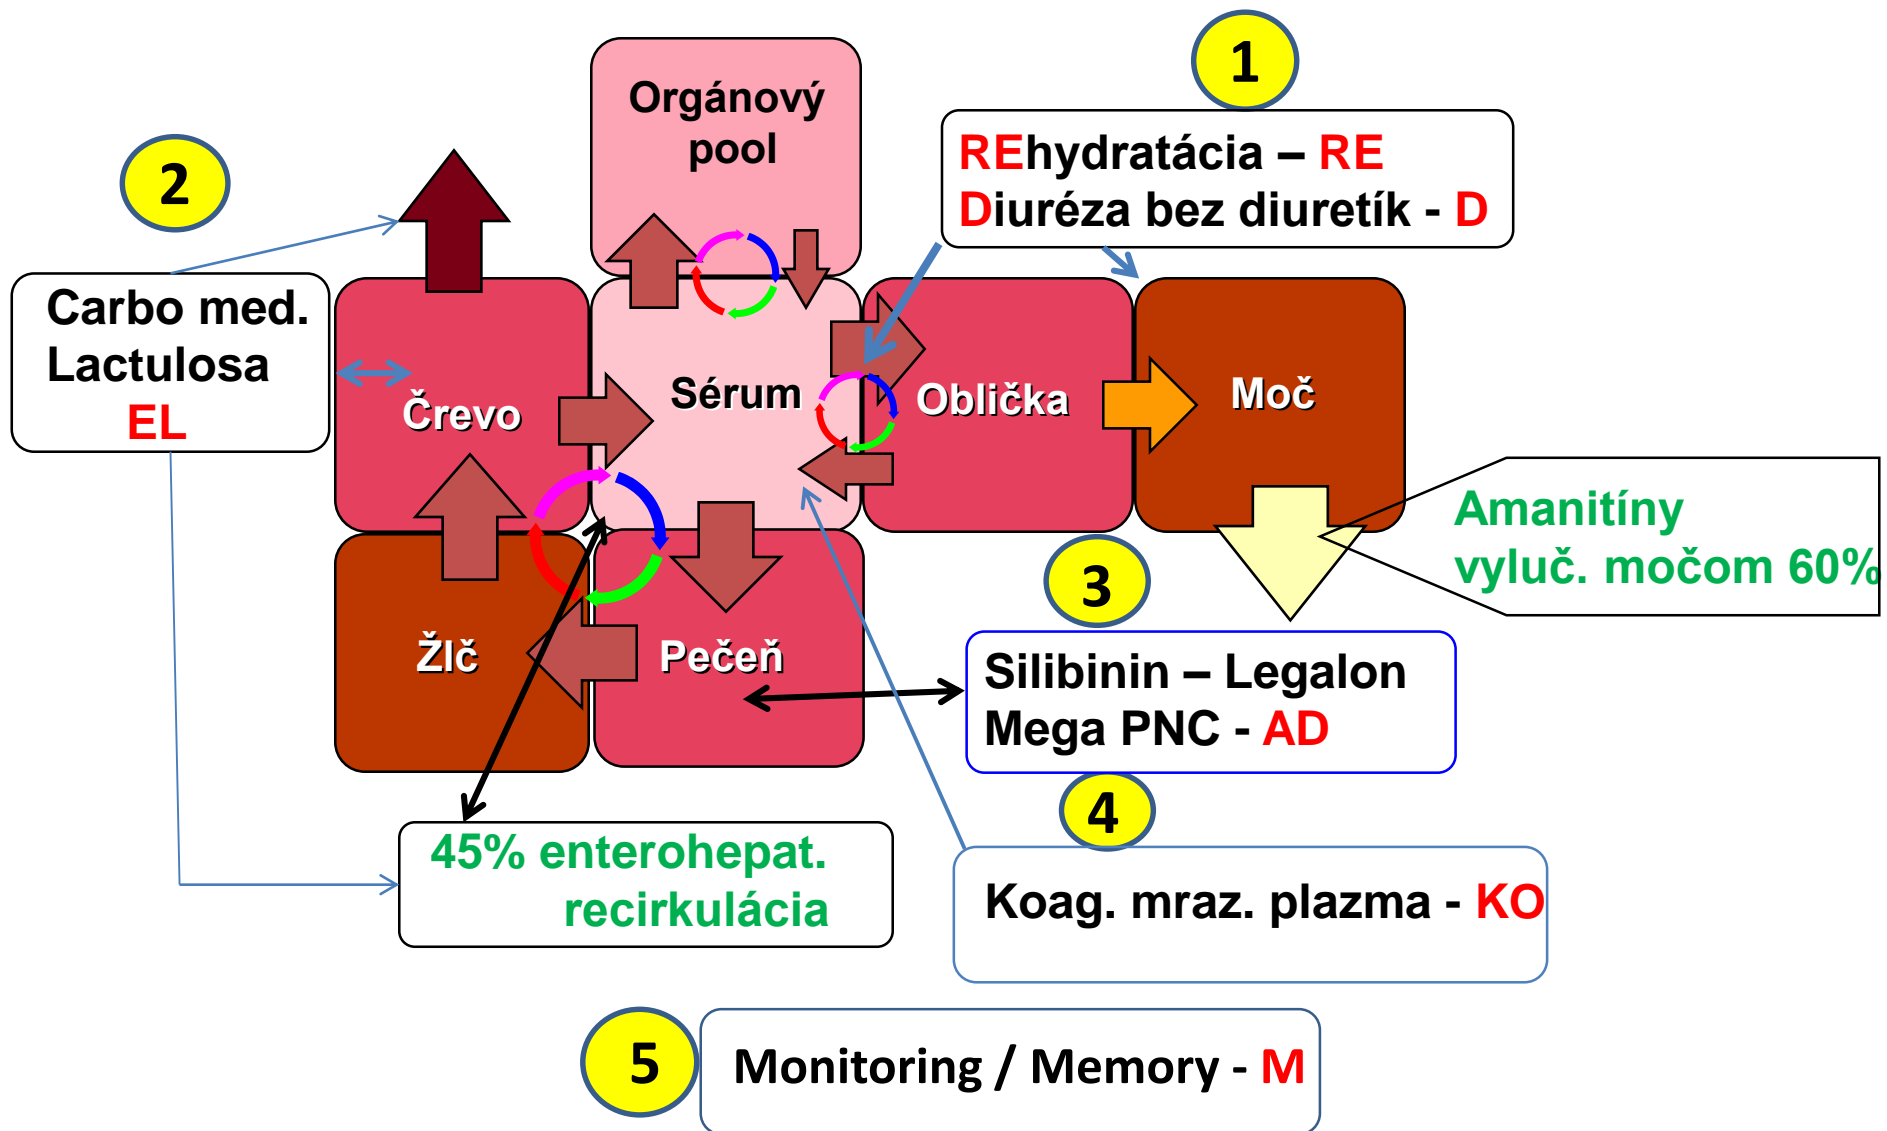 1
Orgánový
pool
REhydratácia – RE
Diuréza bez diuretík - D
2
Carbo med.
Lactulosa
EL
Črevo
Sérum
Oblička
Moč
Amanitíny
vyluč. močom 60%
3
Žlč
Pečeň
Silibinin – Legalon
Mega PNC - AD
4
45% enterohepat.
recirkulácia
Koag. mraz. plazma - KO
5
Monitoring / Memory - M